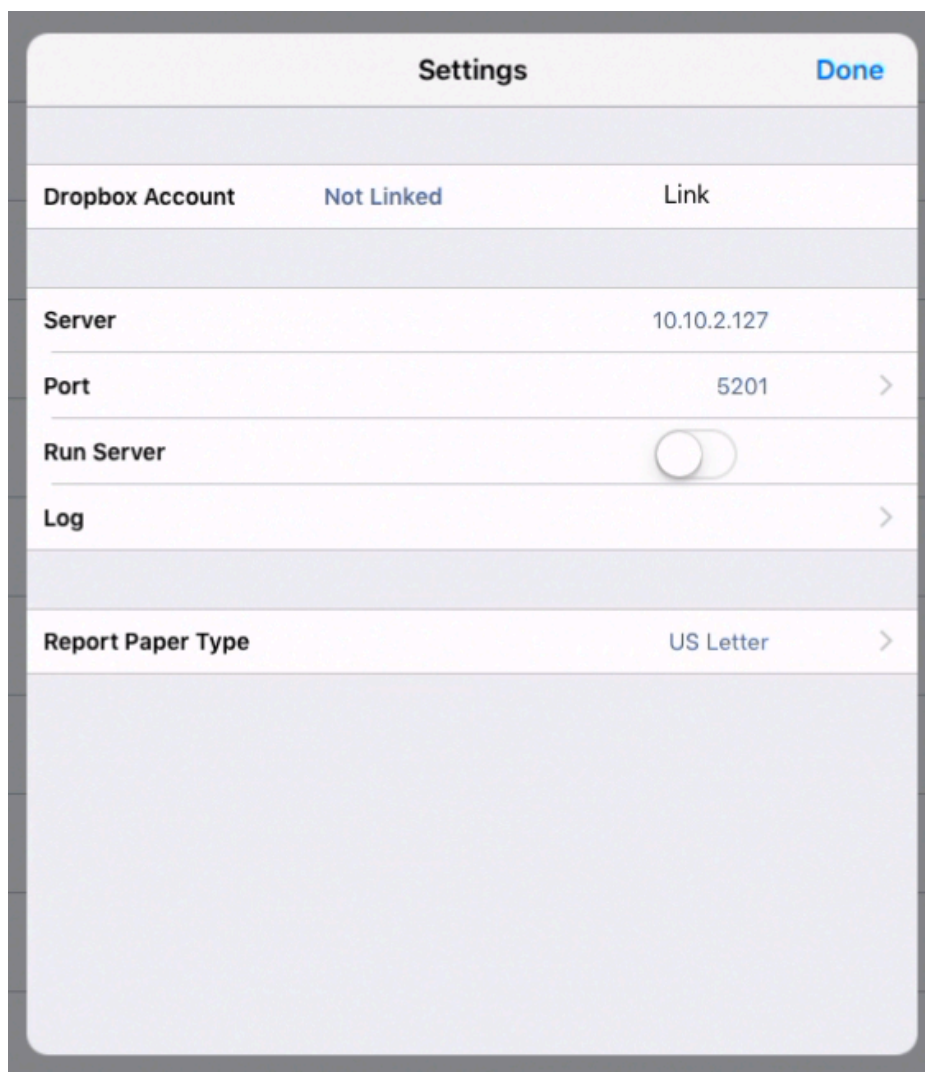 Settings Done
Dropbox Account Not Linked Link
Server 10.10.2.127
Port 5201
Run Server
Log
Report Paper Type US Letter